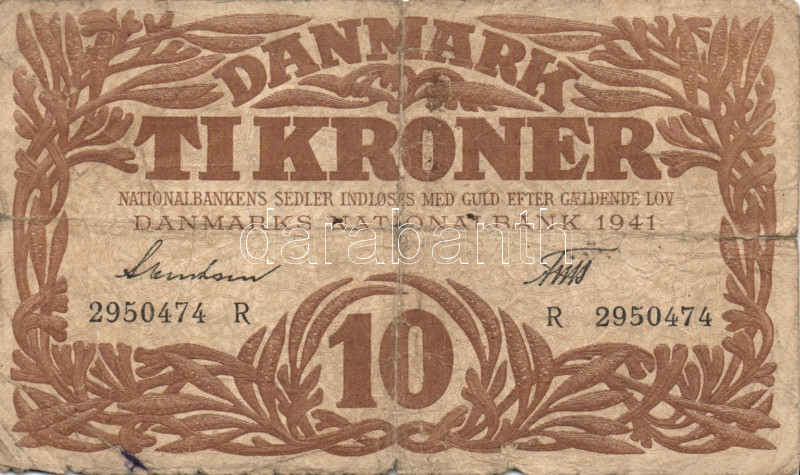 DANMARK
TI KRONER
NATIONALBANKENS SEDLER INDLØSES MED GULD EFTER GÆLDENDE LOV
DANMARKS NATIONALBANK 1941
darabanth
2950474 R
R 2950474
10